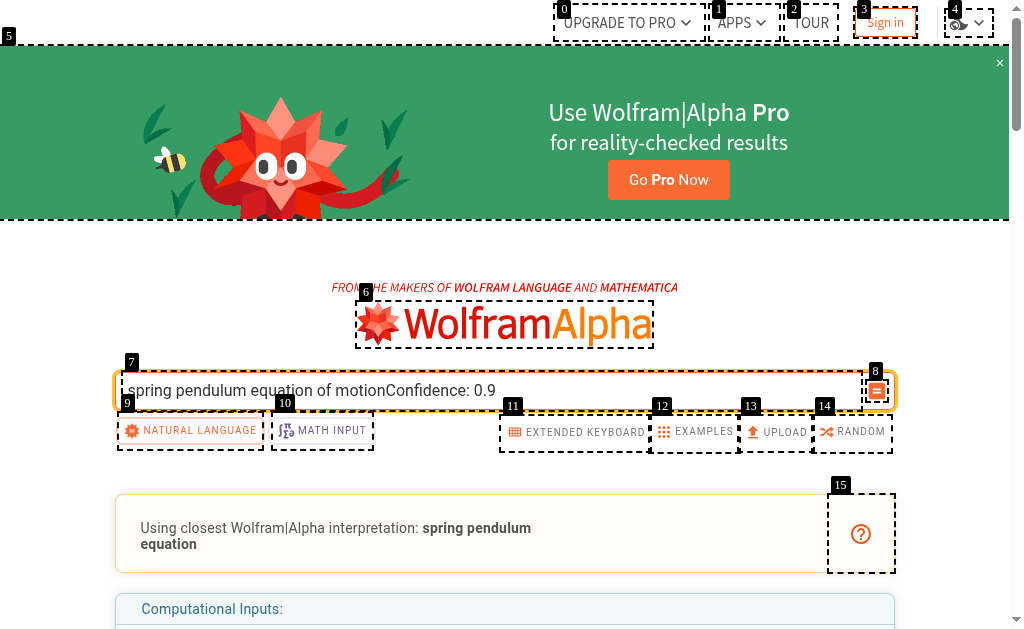 0
UPGRADE TO PRO
1
APPS
2
TOUR
3
Sign in
4
5
×
Use Wolfram|Alpha Pro
for reality-checked results
Go Pro Now
FROM THE MAKERS OF WOLFRAM LANGUAGE AND MATHEMATICA
6
WolframAlpha
7
8
spring pendulum equation of motionConfidence: 0.9
=
9
NATURAL LANGUAGE
10
MATH INPUT
11
EXTENDED KEYBOARD
12
EXAMPLES
13
UPLOAD
14
RANDOM
15
Using closest Wolfram|Alpha interpretation: spring pendulum
equation
?
Computational Inputs: